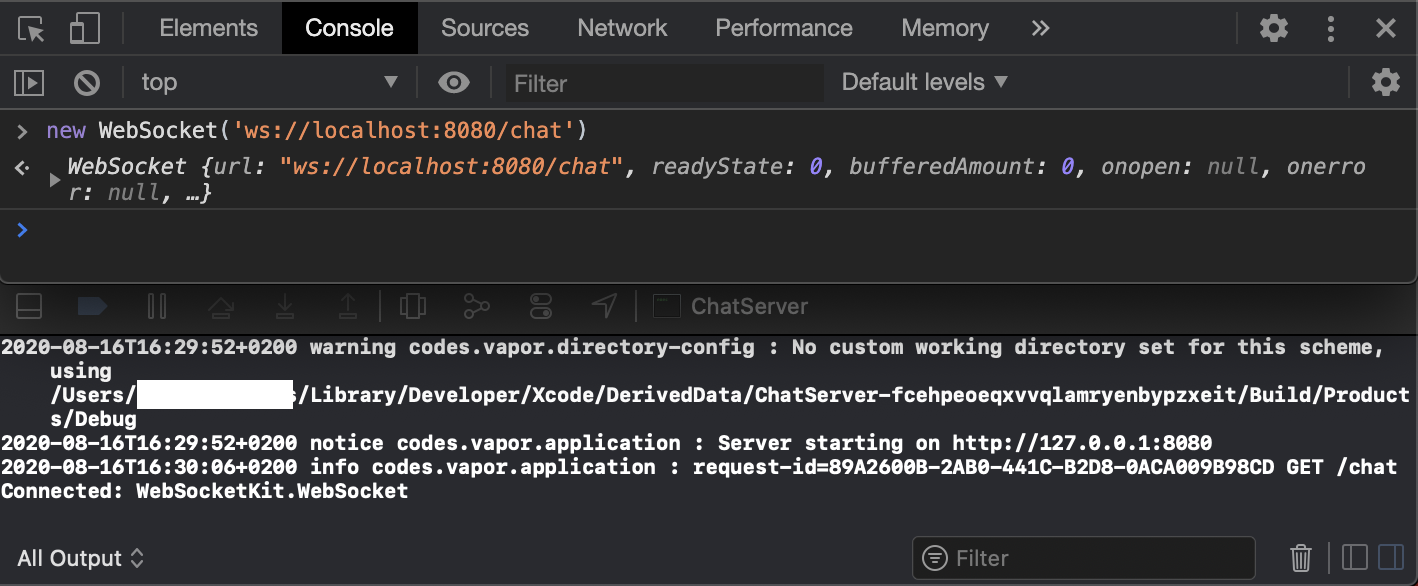 Elements Console Sources Network Performance Memory »
top ▼ Filter Default levels ▼
> new WebSocket('ws://localhost:8080/chat')
WebSocket {url: "ws://localhost:8080/chat", readyState: 0, bufferedAmount: 0, onopen: null, onerro
r: null, …}
>
ChatServer
2020-08-16T16:29:52+0200 warning codes.vapor.directory-config : No custom working directory set for this scheme,
using
/Users/ s/Library/Developer/Xcode/DerivedData/ChatServer-fcehpeoeqxvvqlamryenbypzxeit/Build/Product
s/Debug
2020-08-16T16:29:52+0200 notice codes.vapor.application : Server starting on http://127.0.0.1:8080
2020-08-16T16:30:06+0200 info codes.vapor.application : request-id=89A2600B-2AB0-441C-B2D8-0ACA009B98CD GET /chat
Connected: WebSocketKit.WebSocket
All Output Filter